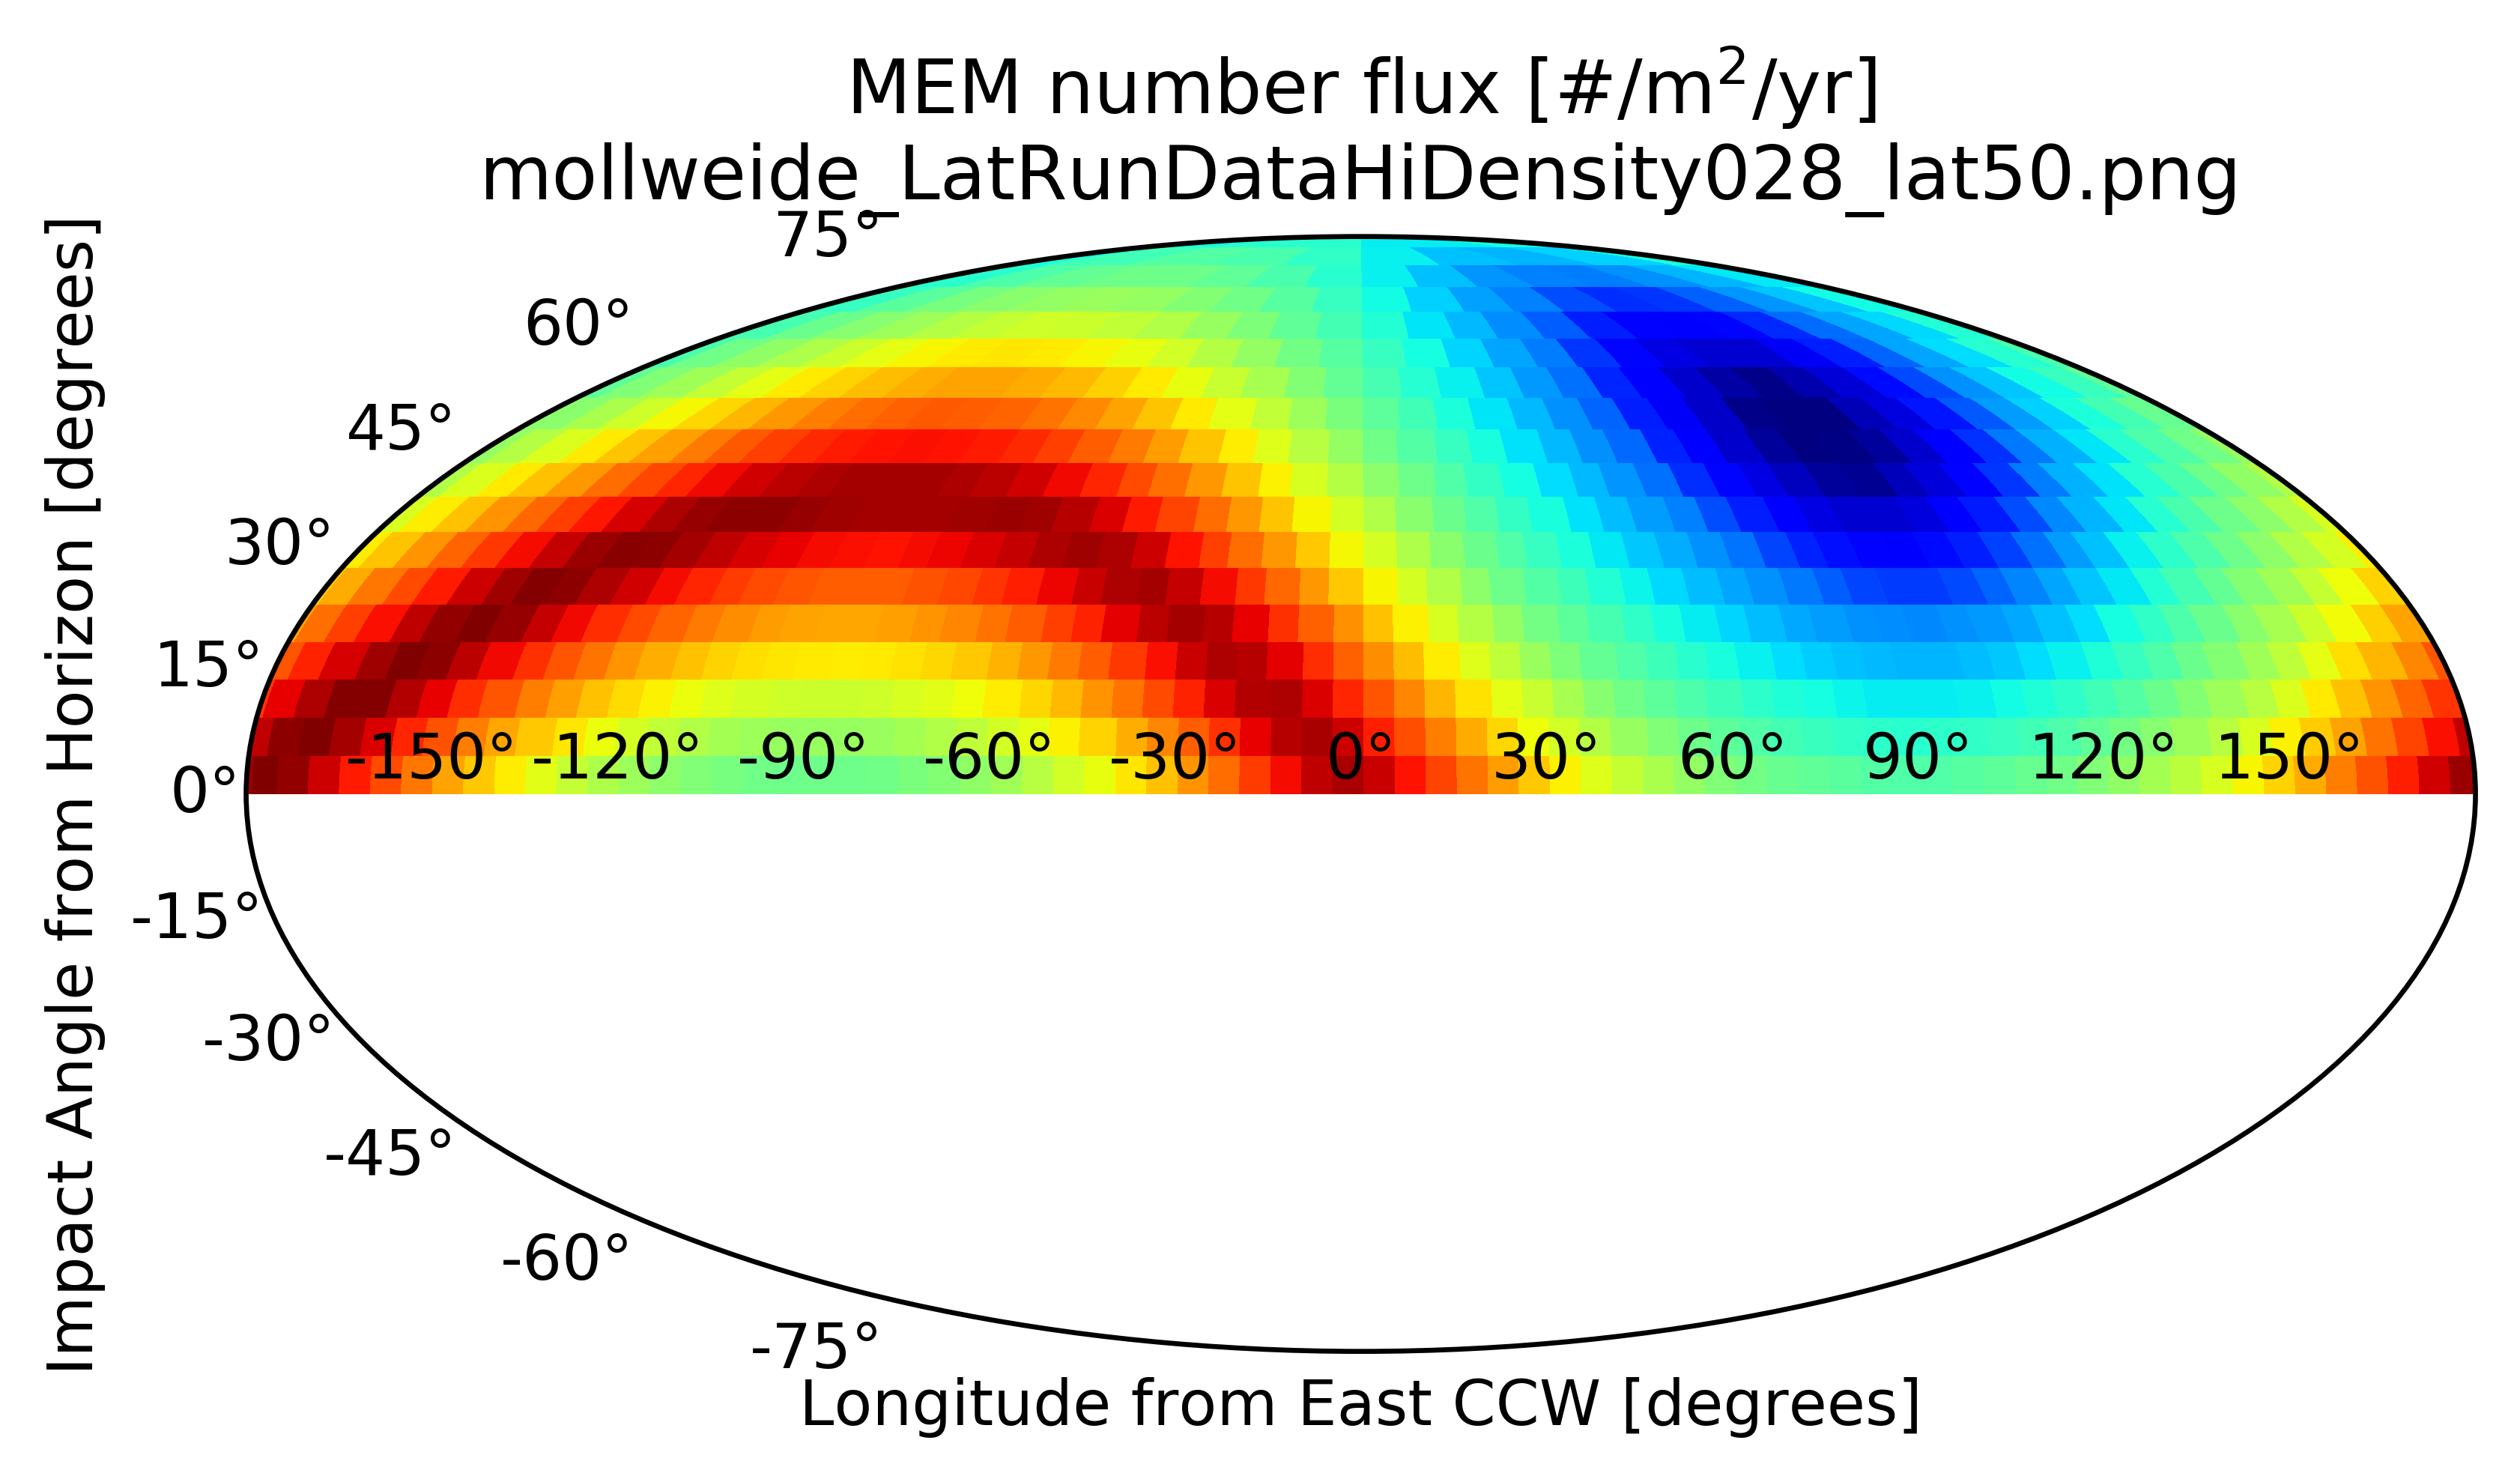 MEM number flux [#/m²/yr]
mollweide_LatRunDataHiDensity028_lat50.png
Impact Angle from Horizon [degrees]
75°
60°
45°
30°
15°
0°
-15°
-30°
-45°
-60°
-75°
-150° -120° -90° -60° -30° 0° 30° 60° 90° 120° 150°
Longitude from East CCW [degrees]